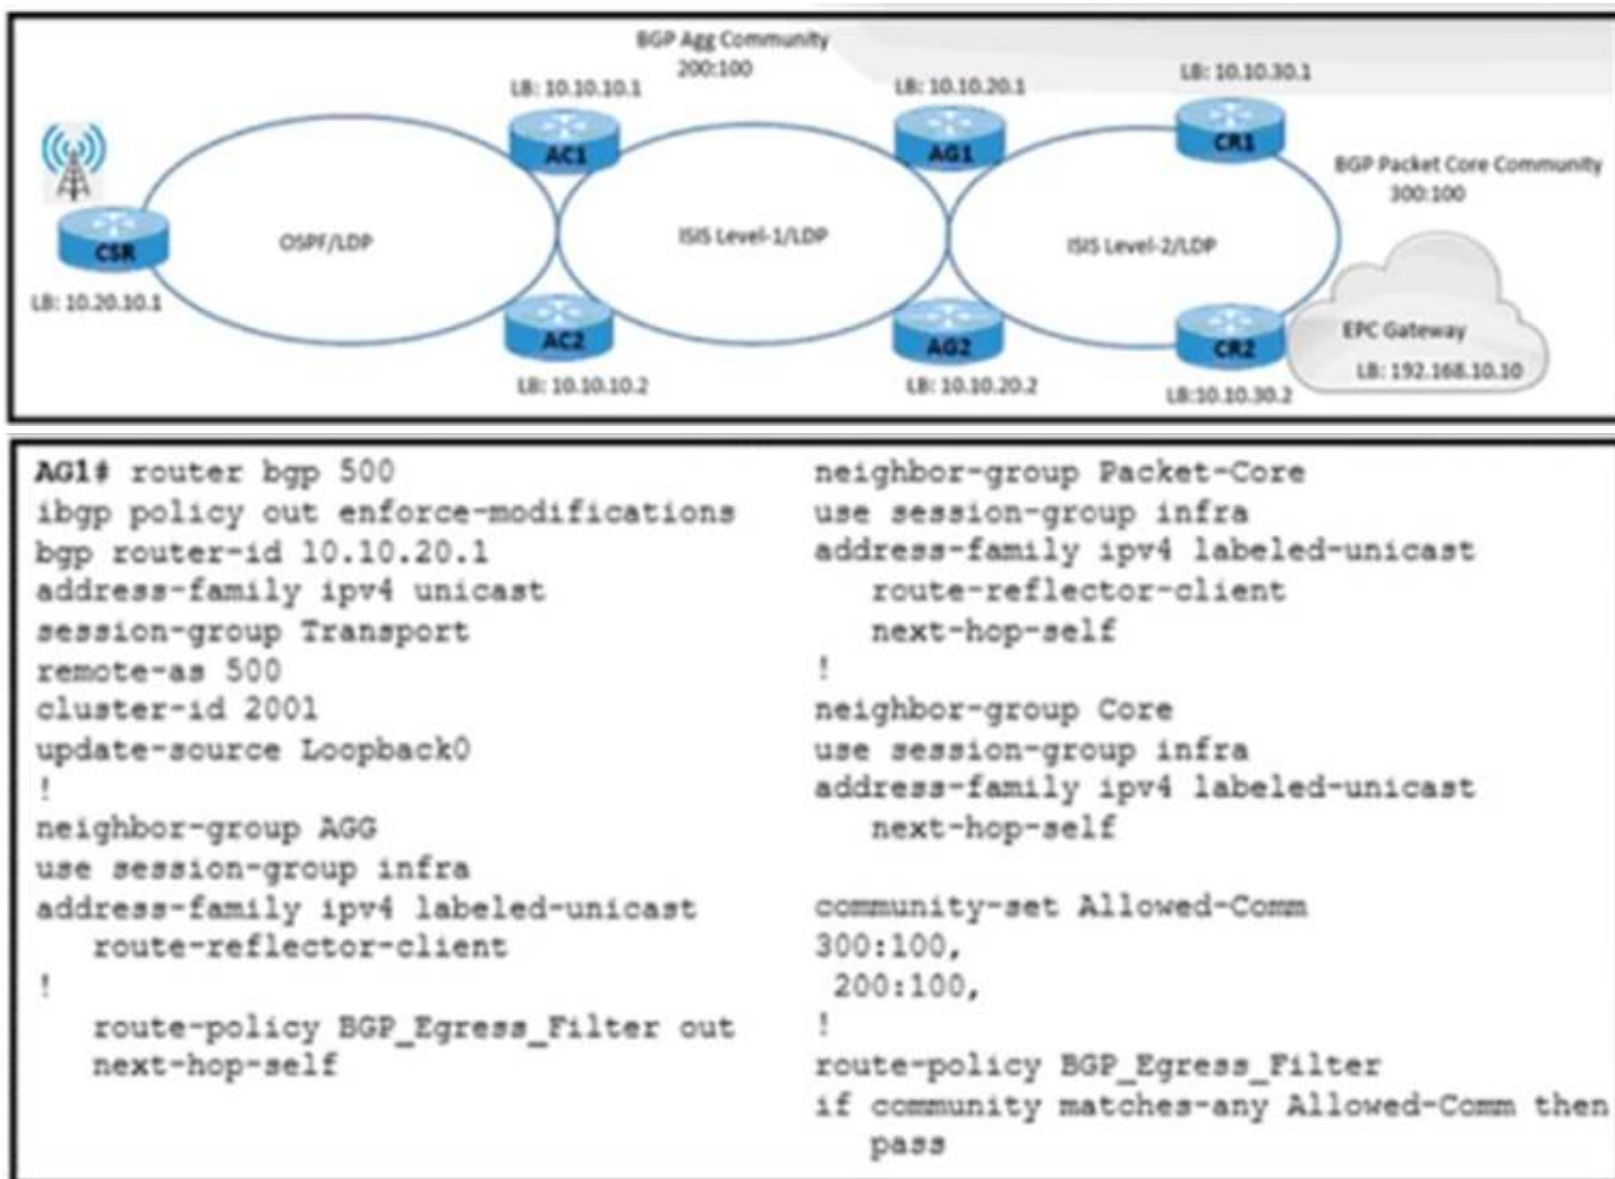 BGP Agg Community
200:100
LB: 10.10.10.1
LB: 10.10.20.1
LB: 10.10.30.1
AC1
AG1
CR1
BGP Packet Core Community
300:100
CSR
OSPF/LDP
ISIS Level-1/LDP
ISIS Level-2/LDP
LB: 10.20.10.1
AC2
AG2
CR2
EPC Gateway
LB: 192.168.10.10
LB: 10.10.10.2
LB: 10.10.20.2
LB:10.10.30.2
AG1# router bgp 500
ibgp policy out enforce-modifications
bgp router-id 10.10.20.1
address-family ipv4 unicast
session-group Transport
remote-as 500
cluster-id 2001
update-source Loopback0
!
neighbor-group AGG
use session-group infra
address-family ipv4 labeled-unicast
route-reflector-client
!
route-policy BGP_Egress_Filter out
next-hop-self
neighbor-group Packet-Core
use session-group infra
address-family ipv4 labeled-unicast
route-reflector-client
next-hop-self
!
neighbor-group Core
use session-group infra
address-family ipv4 labeled-unicast
next-hop-self
community-set Allowed-Comm
300:100,
200:100,
!
route-policy BGP_Egress_Filter
if community matches-any Allowed-Comm then
pass